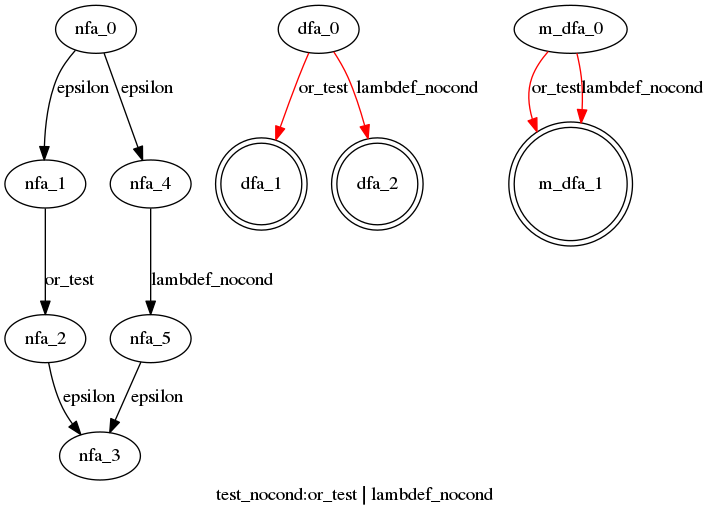 nfa_0
dfa_0
m_dfa_0
epsilon
epsilon
or_test
lambdef_nocond
or_test
lambdef_nocond
nfa_1
nfa_4
dfa_1
dfa_2
m_dfa_1
or_test
lambdef_nocond
nfa_2
nfa_5
epsilon
epsilon
nfa_3
test_nocond:or_test | lambdef_nocond